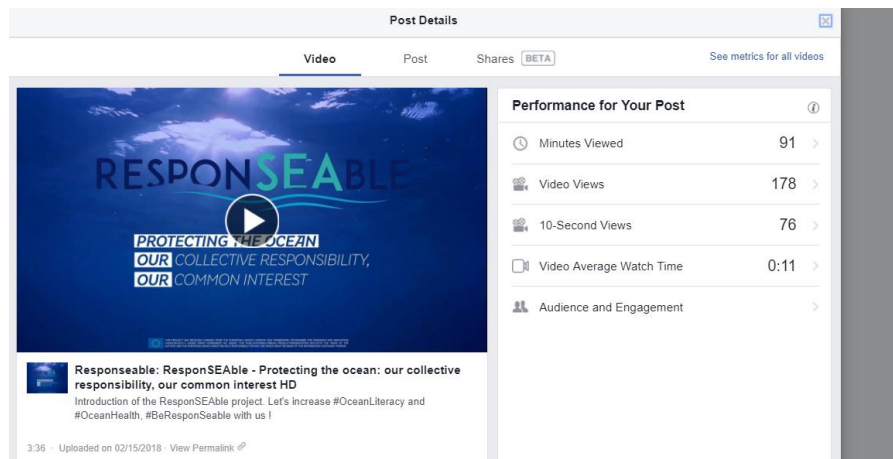 Post Details
Video Post Shares BETA See metrics for all videos
RESPONSEABLE
PROTECTING THE OCEAN
OUR COLLECTIVE RESPONSIBILITY,
OUR COMMON INTEREST
Responseable: ResponSEAble - Protecting the ocean: our collective
responsibility, our common interest HD
Introduction of the ResponSEAble project. Let's increase #OceanLiteracy and
#OceanHealth, #BeResponSeable with us !
3:36 · Uploaded on 02/15/2018 · View Permalink
Performance for Your Post
Minutes Viewed 91
Video Views 178
10-Second Views 76
Video Average Watch Time 0:11
Audience and Engagement